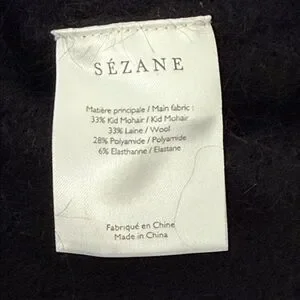 SÉZANE
Matière principale / Main fabric :
33% Kid Mohair / Kid Mohair
33% Laine / Wool
28% Polyamide / Polyamide
6% Elasthanne / Elastane
Fabriqué en Chine
Made in China